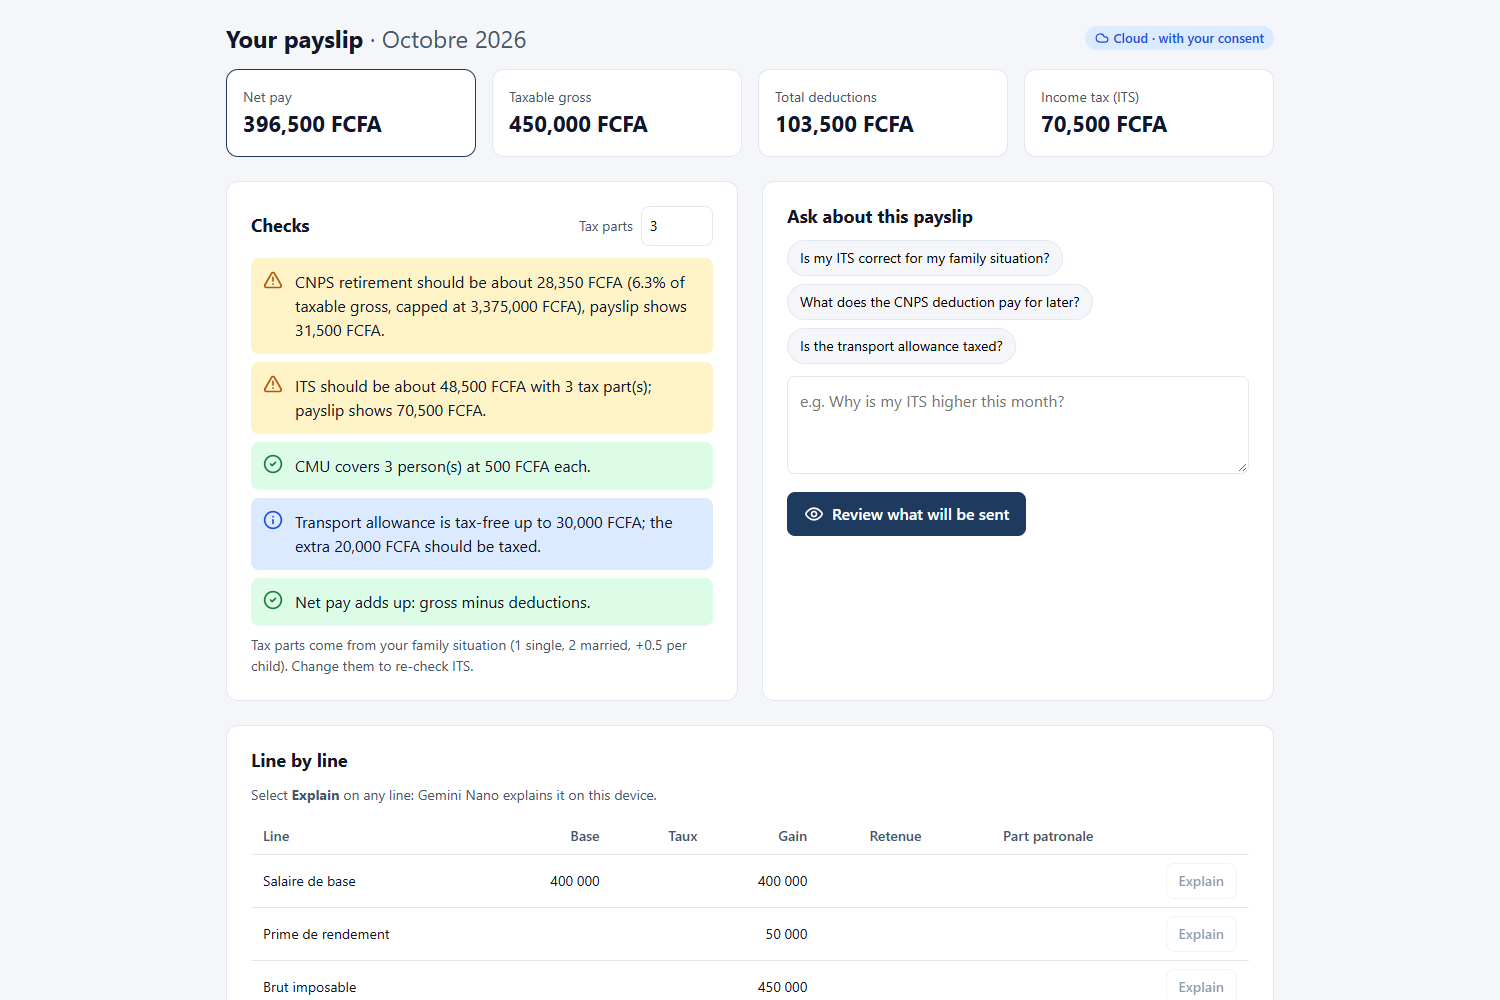 Your payslip · Octobre 2026
Cloud · with your consent
Net pay
396,500 FCFA
Taxable gross
450,000 FCFA
Total deductions
103,500 FCFA
Income tax (ITS)
70,500 FCFA
Checks
Tax parts
3
CNPS retirement should be about 28,350 FCFA (6.3% of
taxable gross, capped at 3,375,000 FCFA), payslip shows
31,500 FCFA.
ITS should be about 48,500 FCFA with 3 tax part(s);
payslip shows 70,500 FCFA.
CMU covers 3 person(s) at 500 FCFA each.
Transport allowance is tax-free up to 30,000 FCFA; the
extra 20,000 FCFA should be taxed.
Net pay adds up: gross minus deductions.
Tax parts come from your family situation (1 single, 2 married, +0.5 per
child). Change them to re-check ITS.
Ask about this payslip
Is my ITS correct for my family situation?
What does the CNPS deduction pay for later?
Is the transport allowance taxed?
e.g. Why is my ITS higher this month?
Review what will be sent
Line by line
Select Explain on any line: Gemini Nano explains it on this device.
Line Base Taux Gain Retenue Part patronale
Salaire de base 400 000 400 000 Explain
Prime de rendement 50 000 Explain
Brut imposable 450 000 Explain